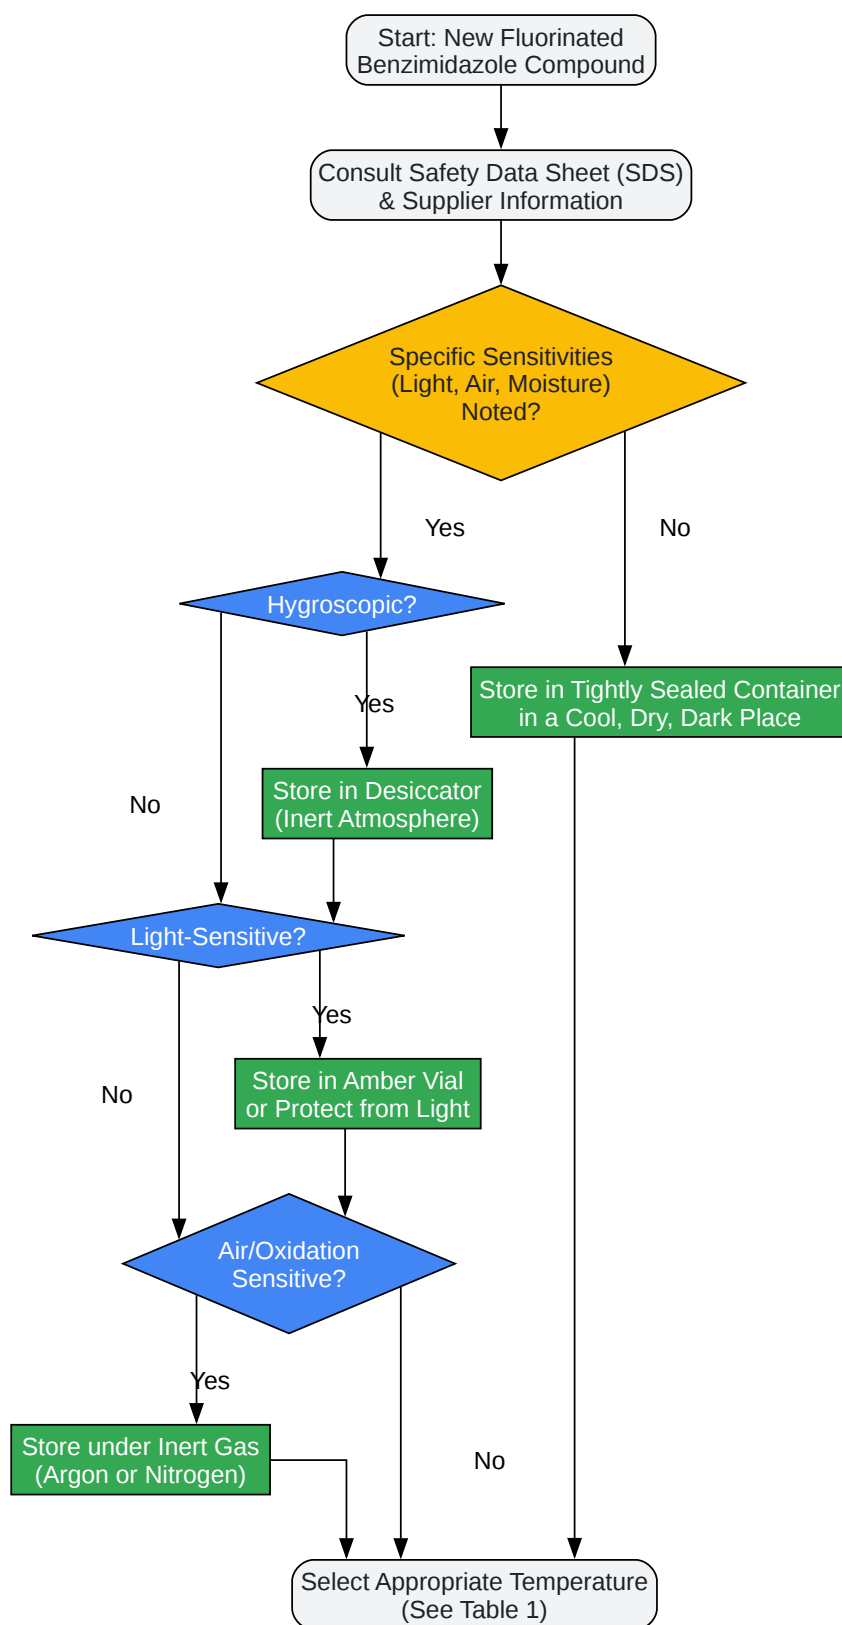 Start: New Fluorinated
Benzimidazole Compound
Consult Safety Data Sheet (SDS)
& Supplier Information
Specific Sensitivities
(Light, Air, Moisture)
Noted?
Yes
No
Hygroscopic?
Store in Tightly Sealed Container
in a Cool, Dry, Dark Place
Yes
No
Store in Desiccator
(Inert Atmosphere)
Light-Sensitive?
Yes
No
Store in Amber Vial
or Protect from Light
Air/Oxidation
Sensitive?
Yes
No
Store under Inert Gas
(Argon or Nitrogen)
Select Appropriate Temperature
(See Table 1)